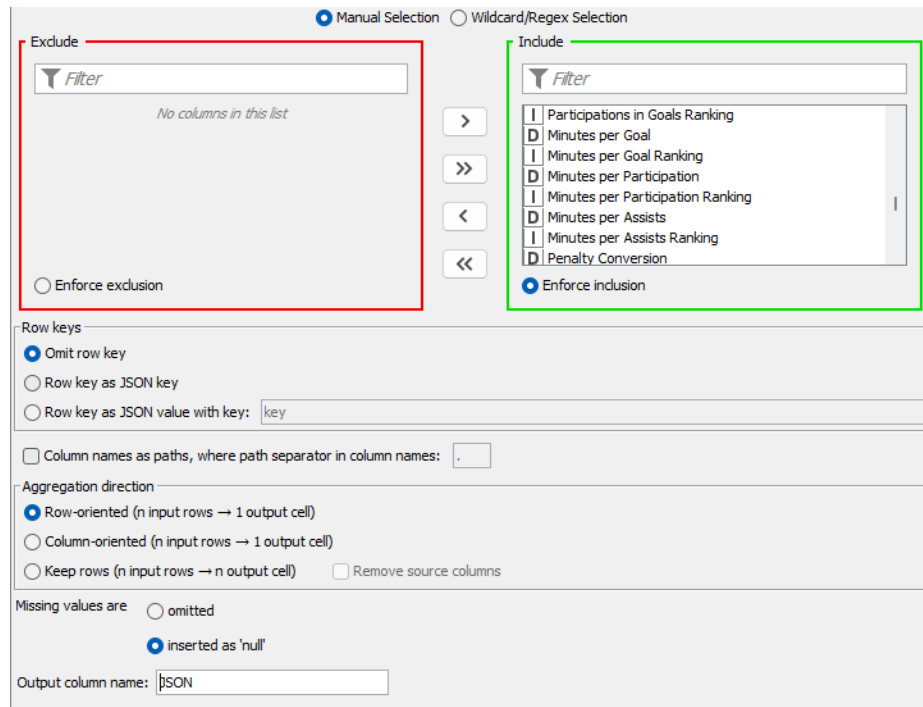 Manual Selection Wildcard/Regex Selection
Exclude
Filter
No columns in this list
Enforce exclusion
>
>>
<
<<
Include
Filter
I Participations in Goals Ranking
D Minutes per Goal
I Minutes per Goal Ranking
D Minutes per Participation
I Minutes per Participation Ranking
D Minutes per Assists
I Minutes per Assists Ranking
D Penalty Conversion
Enforce inclusion
Row keys
Omit row key
Row key as JSON key
Row key as JSON value with key: key
Column names as paths, where path separator in column names: .
Aggregation direction
Row-oriented (n input rows → 1 output cell)
Column-oriented (n input rows → 1 output cell)
Keep rows (n input rows → n output cell) Remove source columns
Missing values are omitted
inserted as 'null'
Output column name: JSON